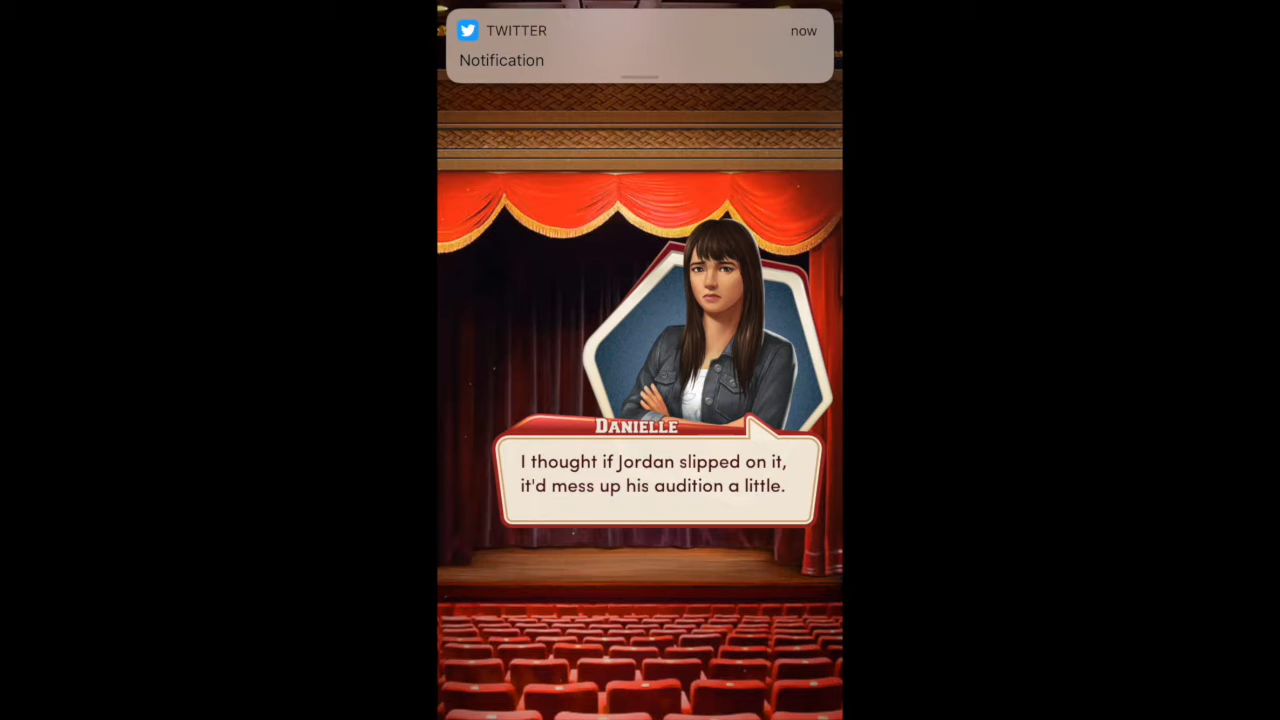 TWITTER now
Notification
DANIELLE
I thought if Jordan slipped on it,
it'd mess up his audition a little.